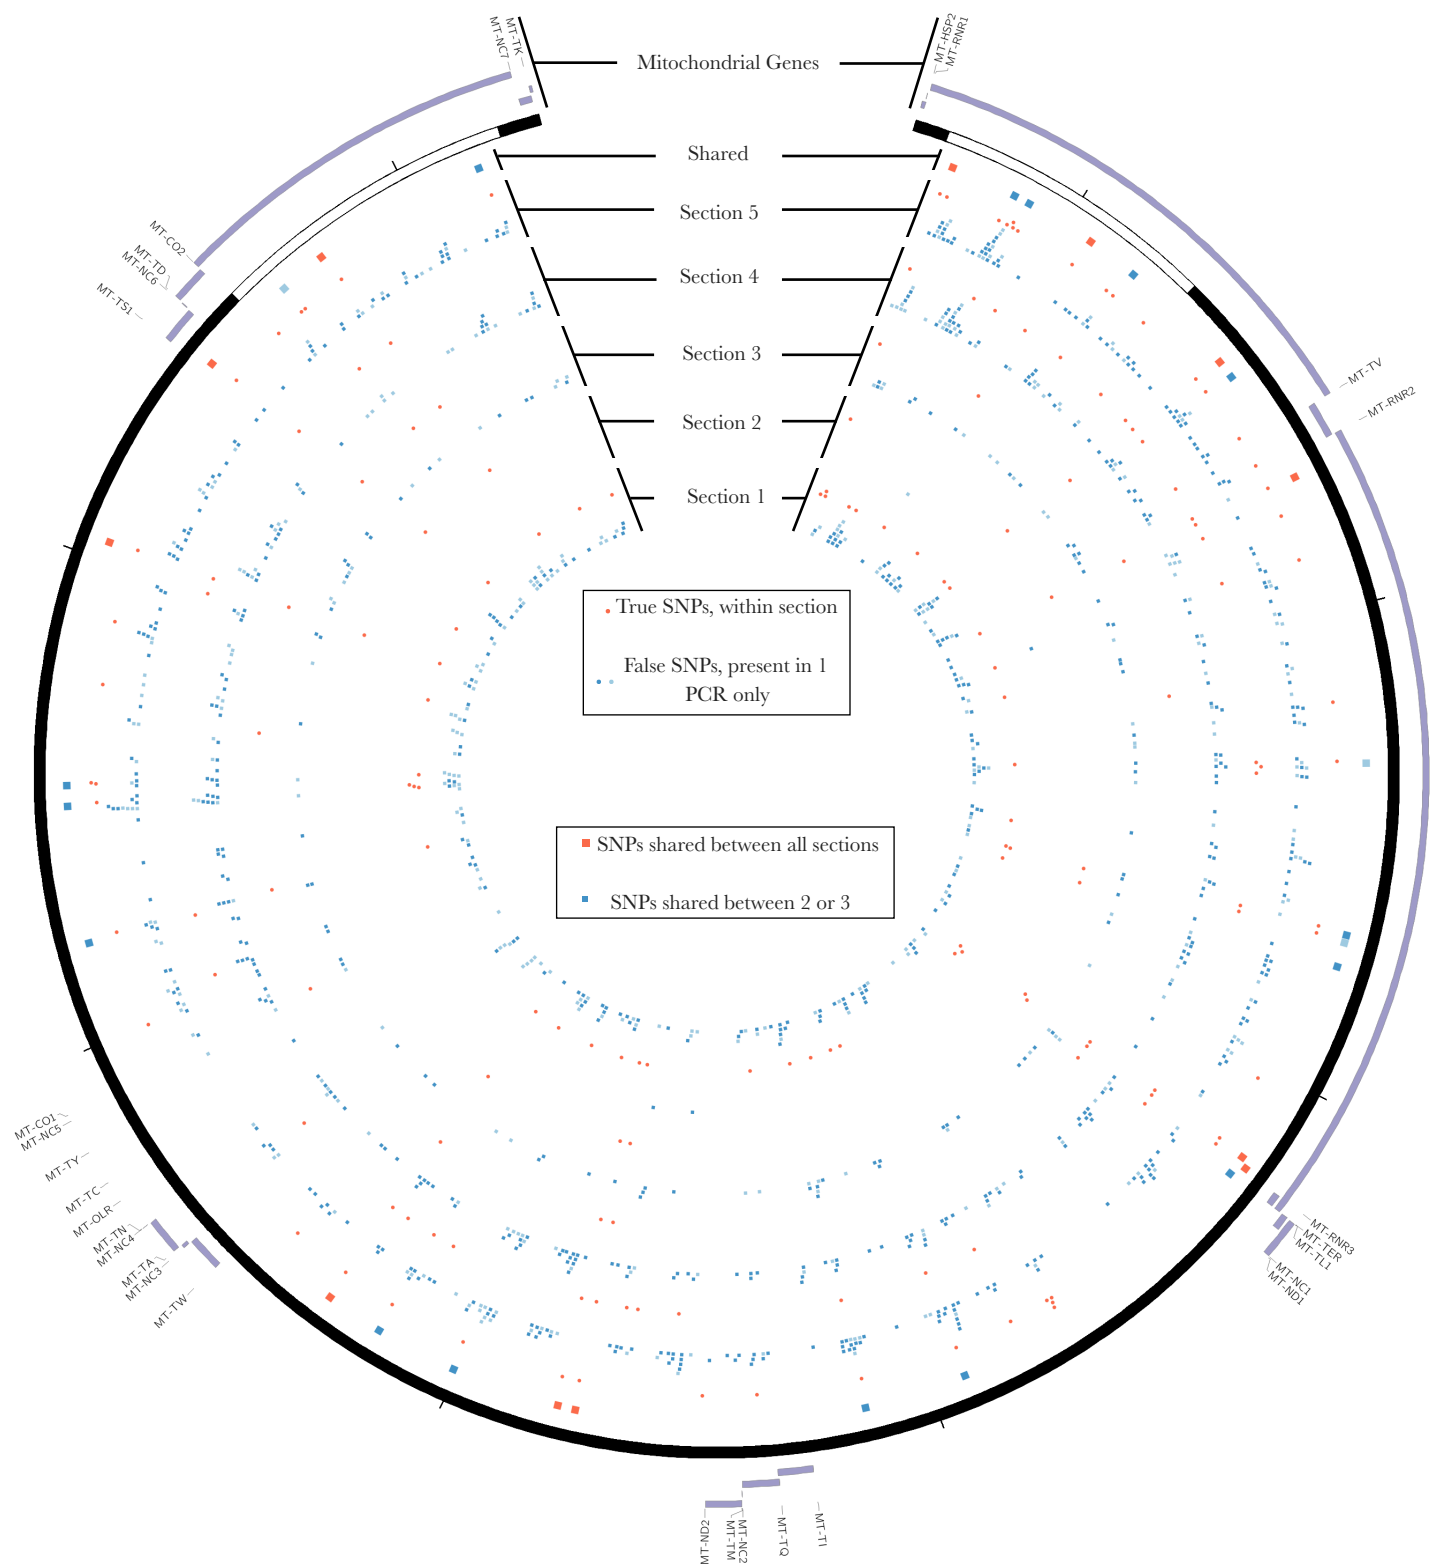 MT-TK
MT-NC7
MT-HSP2
MT-RNR1
Mitochondrial Genes
Shared
Section 5
Section 4
Section 3
Section 2
Section 1
MT-CO2
MT-TD
MT-NC6
MT-TS1
MT-TV
MT-RNR2
True SNPs, within section
False SNPs, present in 1
PCR only
SNPs shared between all sections
SNPs shared between 2 or 3
MT-CO1
MT-NC5
MT-TY
MT-TC
MT-OLR
MT-TN
MT-NC4
MT-TA
MT-NC3
MT-TW
MT-RNR3
MT-TER
MT-TL1
MT-NC1
MT-ND1
MT-ND2
MT-TM
MT-NC2
MT-TQ
MT-TI